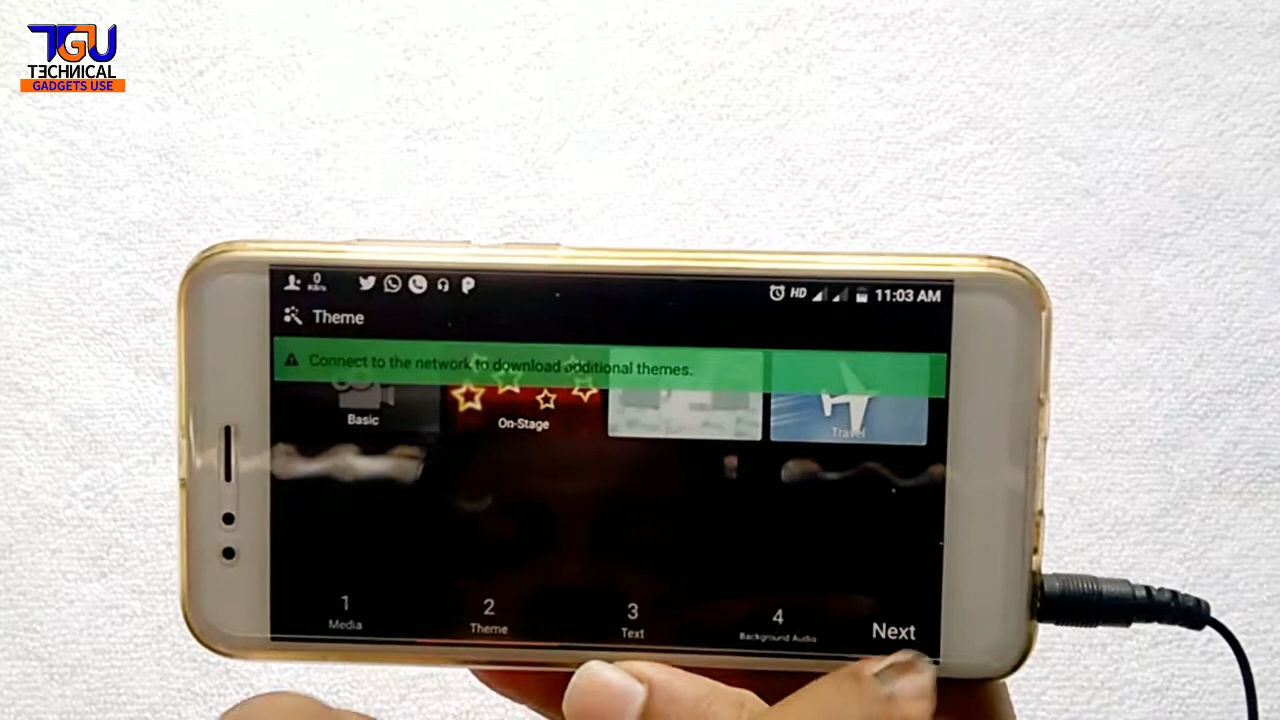 TGU
TECHNICAL
GADGETS USE
0
HD
11:03 AM
Theme
Connect to the network to download additional themes.
Basic
On-Stage
Travel
1
Media
2
Theme
3
Text
4
Background Audio
Next